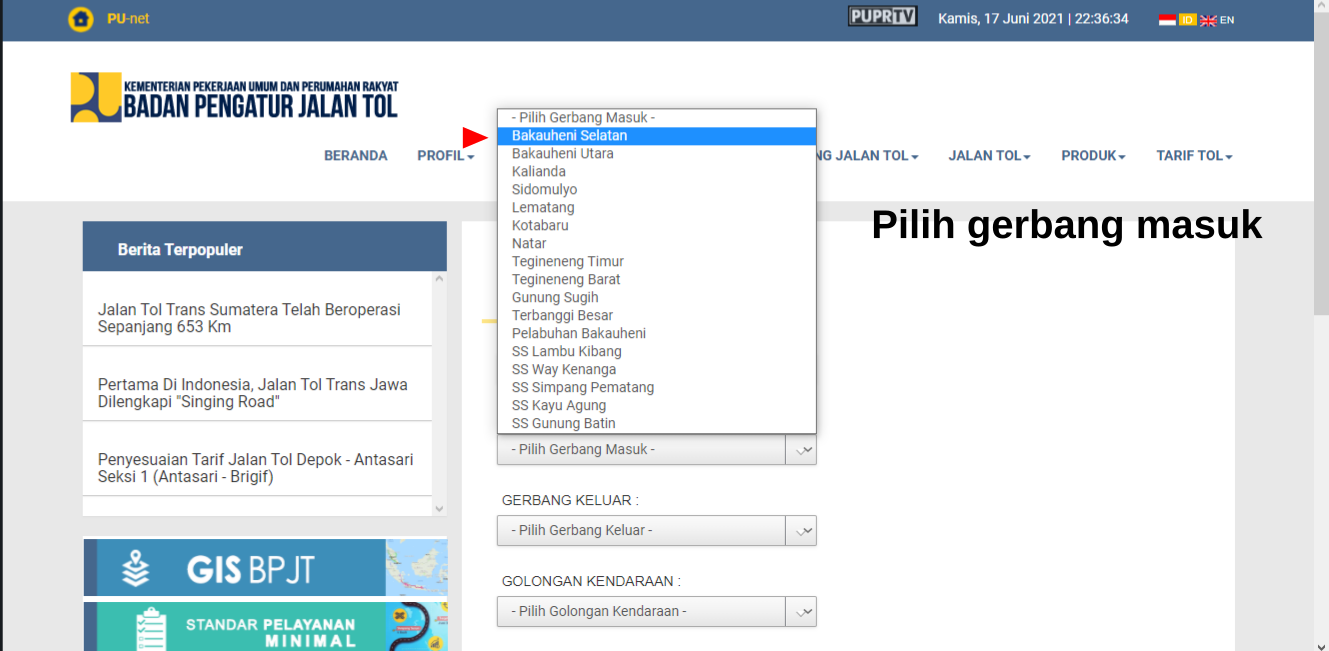 PU-net
PUPRTV
Kamis, 17 Juni 2021 | 22:36:34
ID
EN
KEMENTERIAN PEKERJAAN UMUM DAN PERUMAHAN RAKYAT
BADAN PENGATUR JALAN TOL
BERANDA
PROFIL
NG JALAN TOL
JALAN TOL
PRODUK
TARIF TOL
- Pilih Gerbang Masuk -
Bakauheni Selatan
Bakauheni Utara
Kalianda
Sidomulyo
Lematang
Kotabaru
Natar
Tegineneng Timur
Tegineneng Barat
Gunung Sugih
Terbanggi Besar
Pelabuhan Bakauheni
SS Lambu Kibang
SS Way Kenanga
SS Simpang Pematang
SS Kayu Agung
SS Gunung Batin
- Pilih Gerbang Masuk -
GERBANG KELUAR :
- Pilih Gerbang Keluar -
GOLONGAN KENDARAAN :
- Pilih Golongan Kendaraan -
Pilih gerbang masuk
Berita Terpopuler
Jalan Tol Trans Sumatera Telah Beroperasi
Sepanjang 653 Km
Pertama Di Indonesia, Jalan Tol Trans Jawa
Dilengkapi "Singing Road"
Penyesuaian Tarif Jalan Tol Depok - Antasari
Seksi 1 (Antasari - Brigif)
GIS BPJT
STANDAR PELAYANAN
MINIMAL